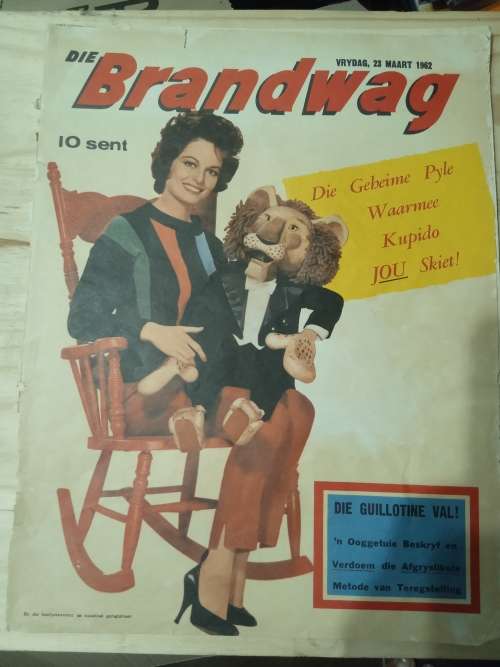 DIE
Brandwag
VRYDAG, 23 MAART 1962
10 sent
Die Geheime Pyle
Waarmee
Kupido
JOU Skiet!
DIE GUILLOTINE VAL!
'n Ooggetuie Beskryf en
Verdoem die Afgryslikste
Metode van Teregstelling